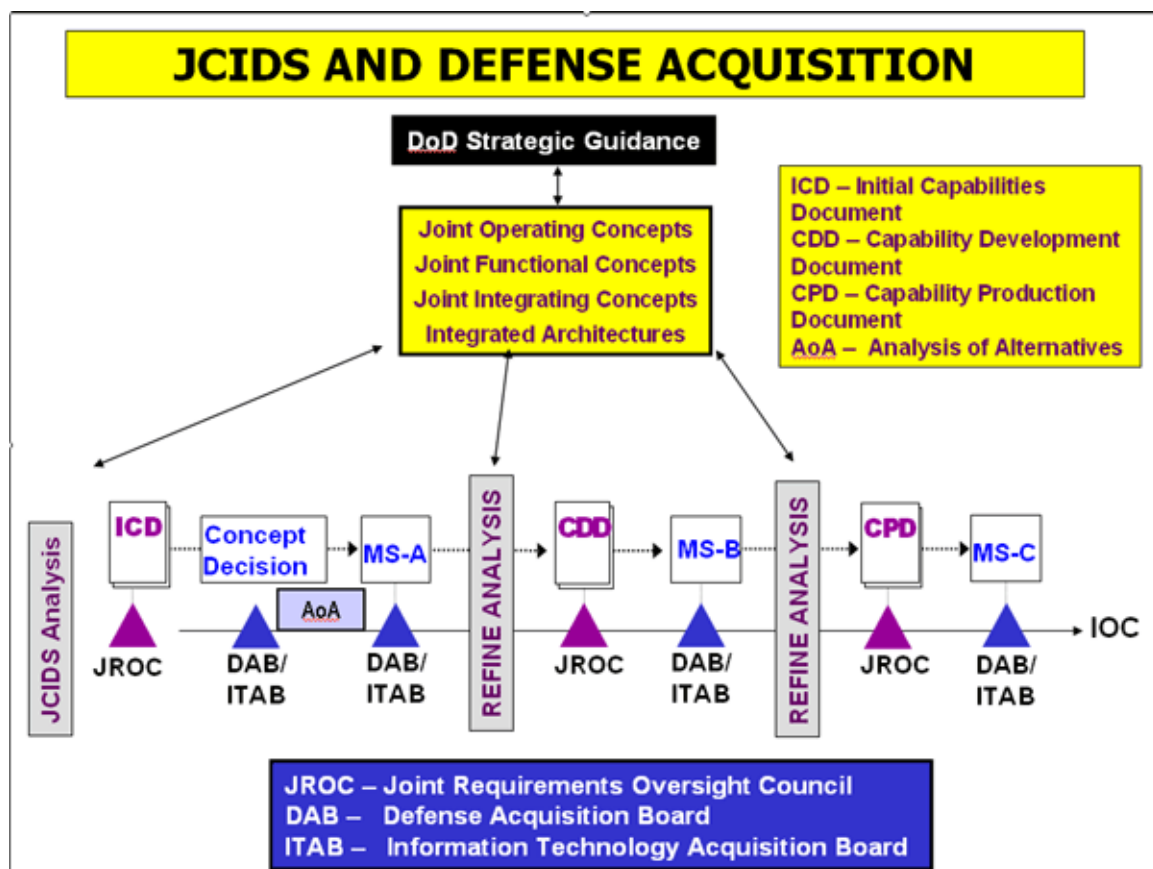 JCIDS AND DEFENSE ACQUISITION
DoD Strategic Guidance
Joint Operating Concepts
Joint Functional Concepts
Joint Integrating Concepts
Integrated Architectures
ICD – Initial Capabilities
Document
CDD – Capability Development
Document
CPD – Capability Production
Document
AoA – Analysis of Alternatives
JCIDS Analysis
ICD
Concept
Decision
MS-A
REFINE ANALYSIS
CDD
MS-B
REFINE ANALYSIS
CPD
MS-C
AoA
IOC
JROC
DAB/
ITAB
DAB/
ITAB
JROC
DAB/
ITAB
JROC
DAB/
ITAB
JROC – Joint Requirements Oversight Council
DAB – Defense Acquisition Board
ITAB – Information Technology Acquisition Board